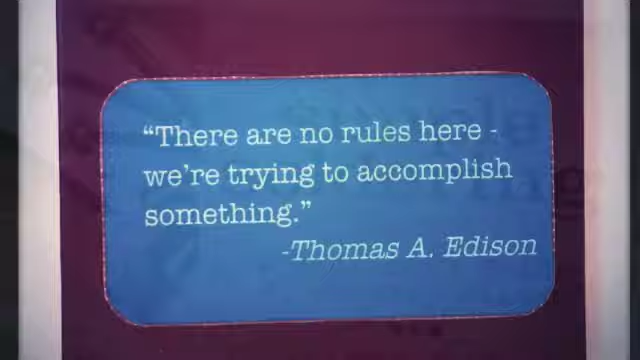 “There are no rules here -
we’re trying to accomplish
something.”
-Thomas A. Edison